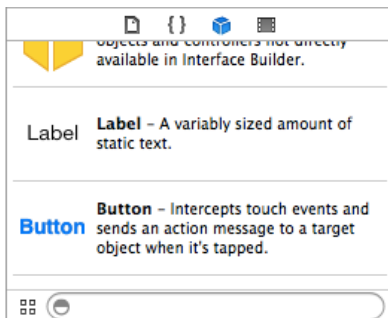 objects and controllers not directly
available in Interface Builder.
Label
Label – A variably sized amount of
static text.
Button
Button – Intercepts touch events and
sends an action message to a target
object when it's tapped.